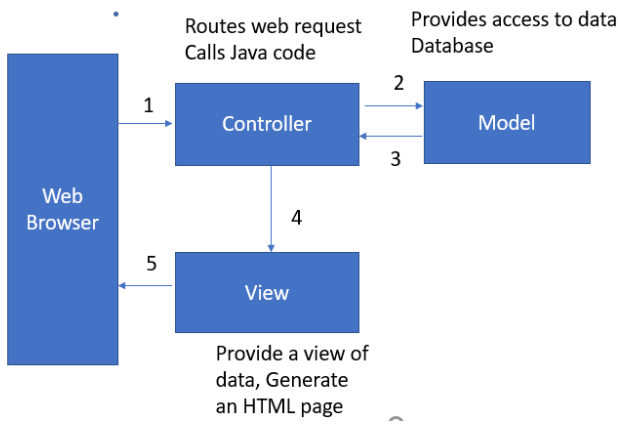 Routes web request
Calls Java code
Provides access to data
Database
1
2
Controller
Model
3
Web
Browser
4
5
View
Provide a view of
data, Generate
an HTML page